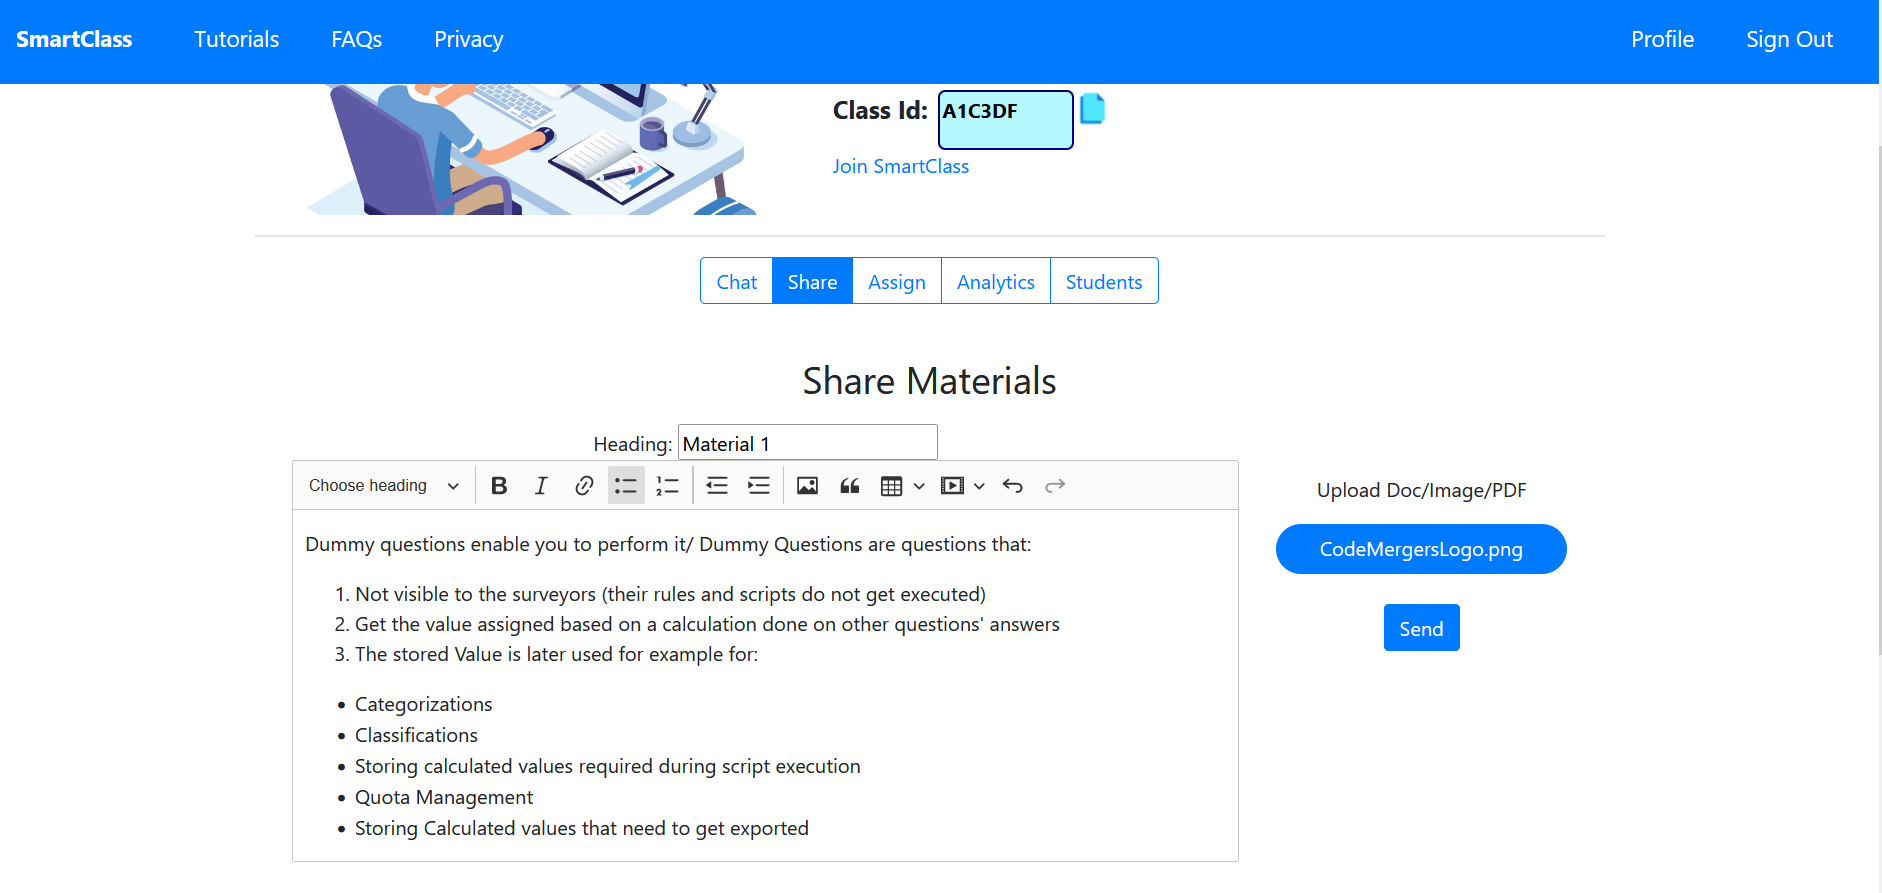 SmartClass Tutorials FAQs Privacy Profile Sign Out
Class Id: A1C3DF
Join SmartClass
Chat Share Assign Analytics Students
Share Materials
Heading: Material 1
Choose heading
Upload Doc/Image/PDF
CodeMergersLogo.png
Send
Dummy questions enable you to perform it/ Dummy Questions are questions that:
1. Not visible to the surveyors (their rules and scripts do not get executed)
2. Get the value assigned based on a calculation done on other questions' answers
3. The stored Value is later used for example for:
• Categorizations
• Classifications
• Storing calculated values required during script execution
• Quota Management
• Storing Calculated values that need to get exported